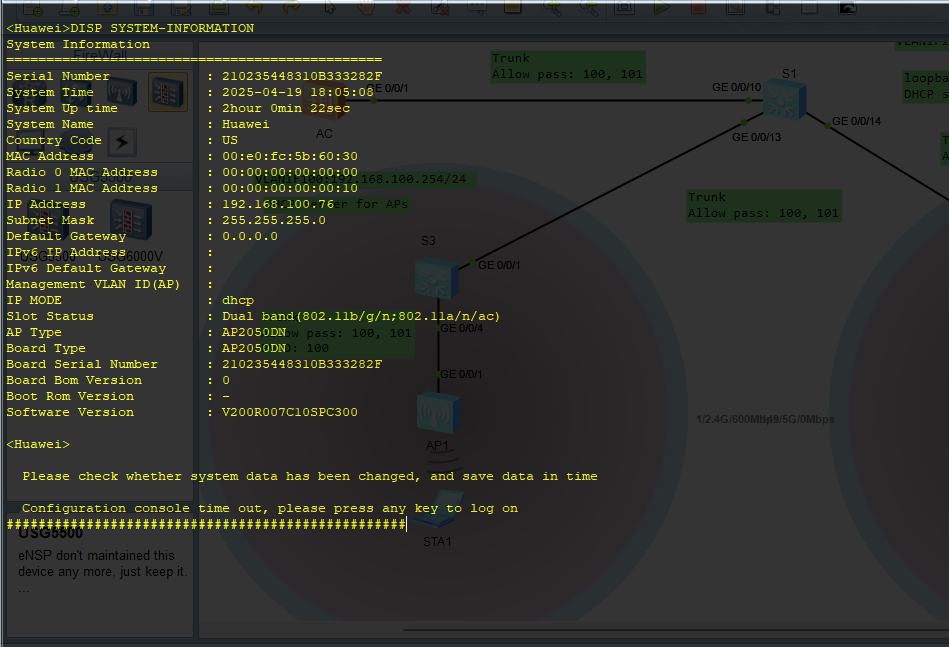 <Huawei>DISP SYSTEM-INFORMATION
System Information
===============================================
Serial Number : 210235448310B333282F
System Time : 2025-04-19 18:05:08
System Up time : 2hour 0min 22sec
System Name : Huawei
Country Code : US
MAC Address : 00:e0:fc:5b:60:30
Radio 0 MAC Address : 00:00:00:00:00:00
Radio 1 MAC Address : 00:00:00:00:00:10
IP Address : 192.168.100.76
Subnet Mask : 255.255.255.0
Default Gateway : 0.0.0.0
IPv6 IP Address :
IPv6 Default Gateway :
Management VLAN ID(AP) :
IP MODE : dhcp
Slot Status : Dual band(802.11b/g/n;802.11a/n/ac)
AP Type : AP2050DN
Board Type : AP2050DN
Board Serial Number : 210235448310B333282F
Board Bom Version : 0
Boot Rom Version : -
Software Version : V200R007C10SPC300
<Huawei>
Please check whether system data has been changed, and save data in time
Configuration console time out, please press any key to log on
##################################################
Trunk
Allow pass: 100, 101
S1
GE 0/0/10
GE 0/0/14
GE 0/0/13
loopba
DHCP s
0/0/1
AC
:192.168.100.254/24
for APs
Trunk
Allow pass: 100, 101
S3
GE 0/0/1
GE 0/0/4
pass: 100, 101
: 100
GE 0/0/1
AP1
STA1
USG6000V
USG5500
eNSP don't maintained this
device any more, just keep it.
...